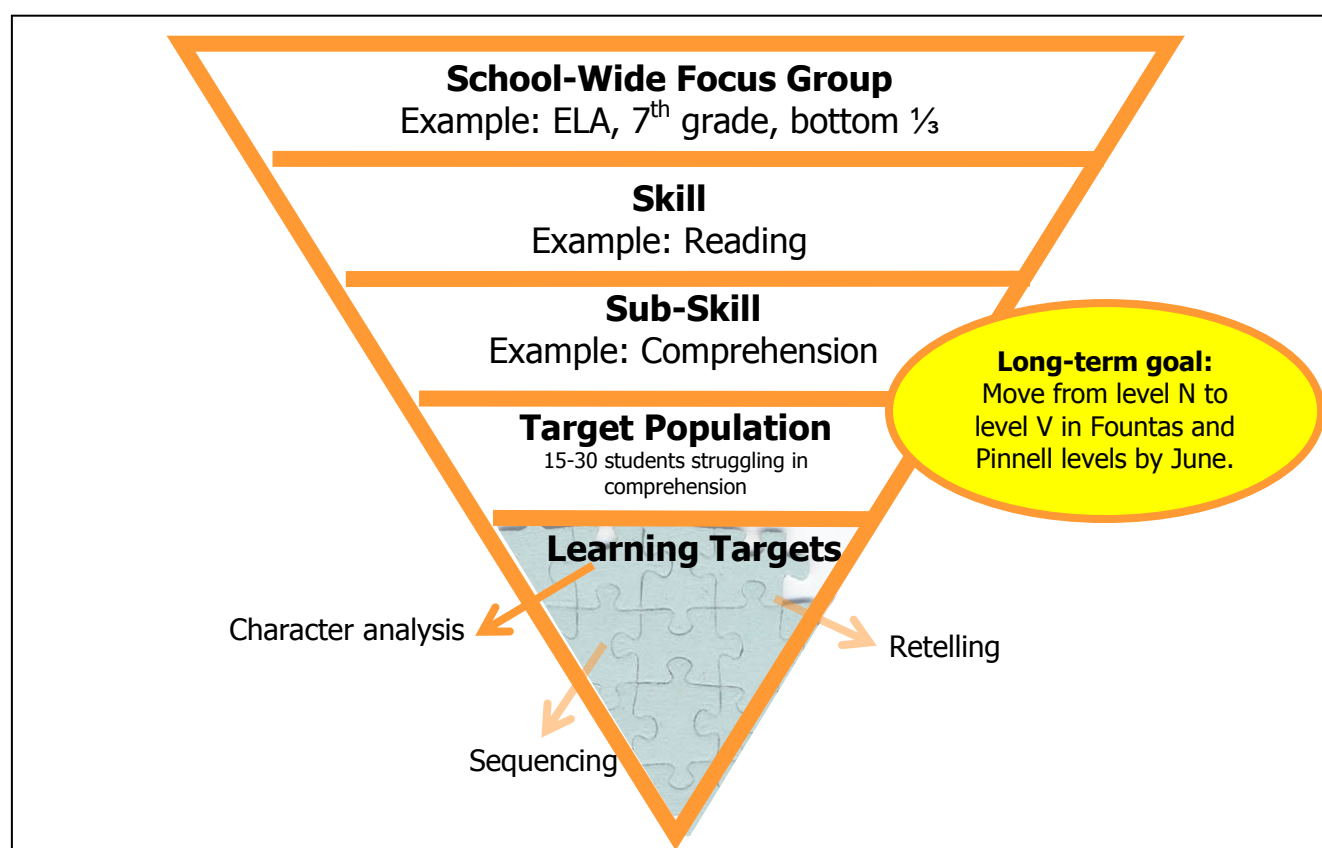 School-Wide Focus Group
Example: ELA, 7th grade, bottom ⅓
Skill
Example: Reading
Sub-Skill
Example: Comprehension
Long-term goal:
Move from level N to
level V in Fountas and
Pinnell levels by June.
Target Population
15-30 students struggling in
comprehension
Learning Targets
Character analysis
Retelling
Sequencing